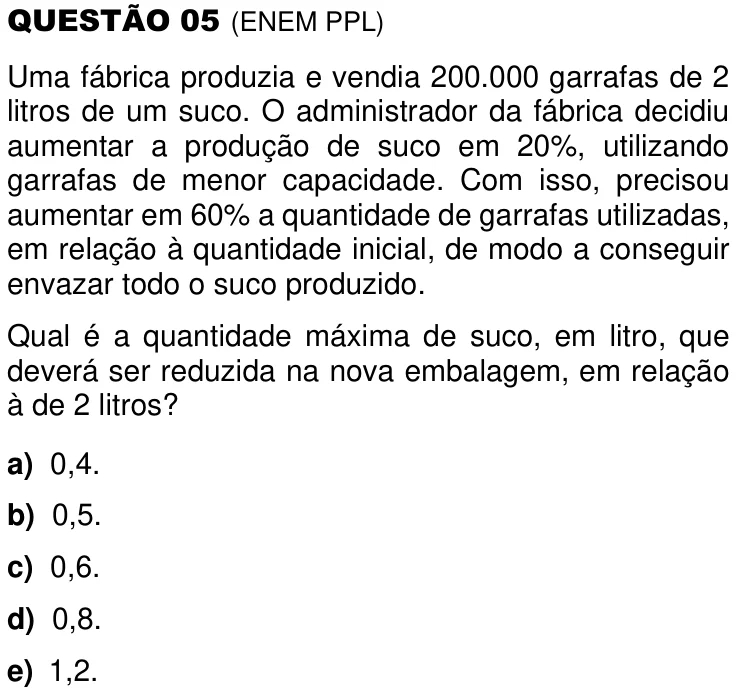 QUESTÃO 05 (ENEM PPL)
Uma fábrica produzia e vendia 200.000 garrafas de 2
litros de um suco. O administrador da fábrica decidiu
aumentar a produção de suco em 20%, utilizando
garrafas de menor capacidade. Com isso, precisou
aumentar em 60% a quantidade de garrafas utilizadas,
em relação à quantidade inicial, de modo a conseguir
envazar todo o suco produzido.
Qual é a quantidade máxima de suco, em litro, que
deverá ser reduzida na nova embalagem, em relação
à de 2 litros?
a) 0,4.
b) 0,5.
c) 0,6.
d) 0,8.
e) 1,2.